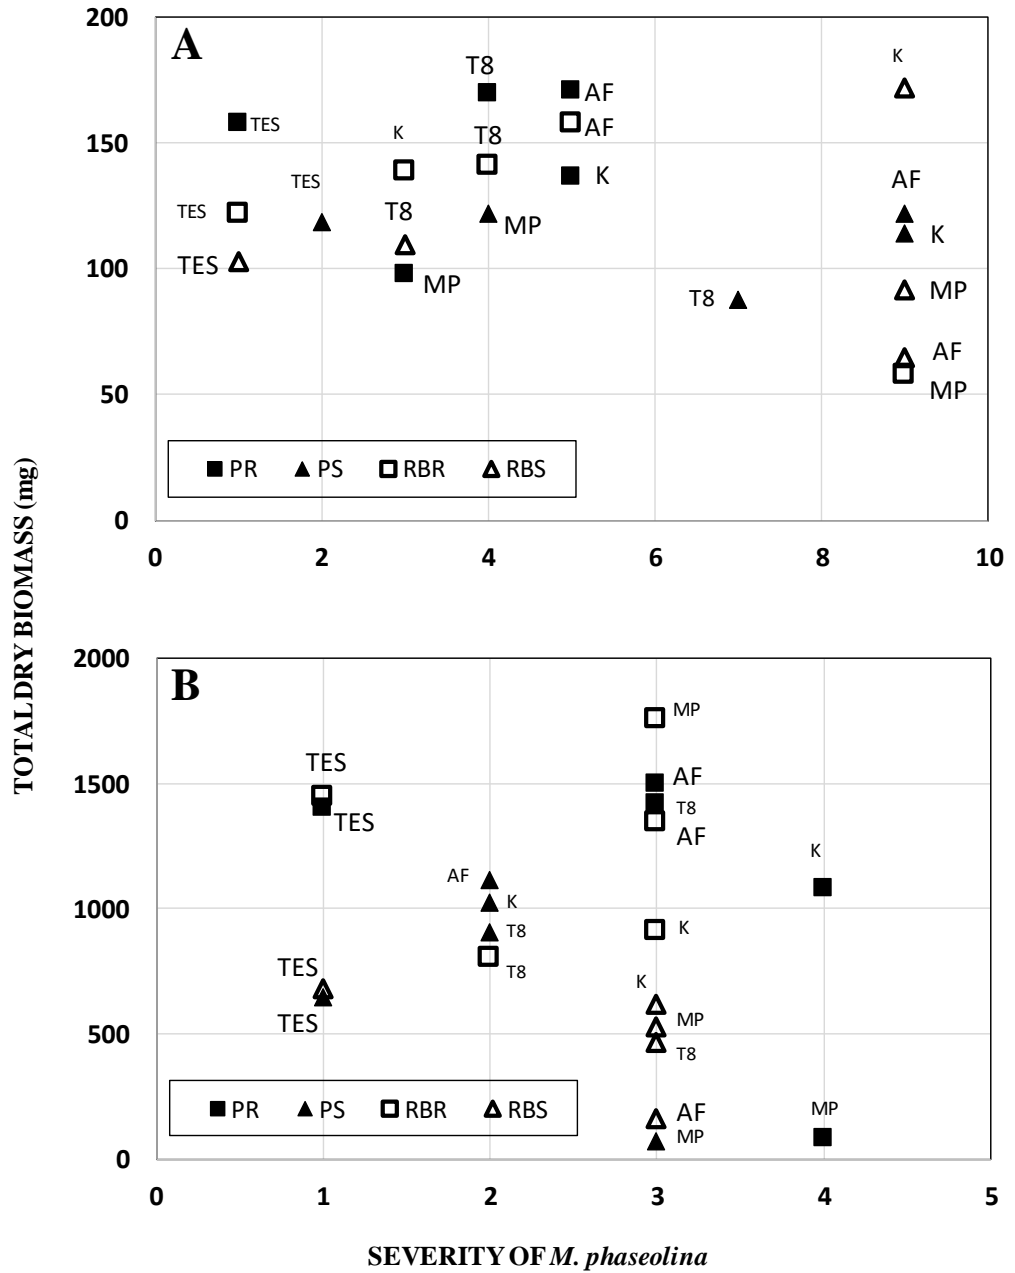 200
A
K
T8
AF
150
TES
AF
T8
K
K
TES
AF
TES
T8
MP
K
TES
100
MP
MP
T8
AF
50
MP
PR PS RBR RBS
0
0 2 4 6 8 10
TOTAL DRY BIOMASS (mg)
2000
B
MP
TES
AF
1500
T8
TES
AF
K
AF
K
1000
T8
K
T8
TES
K
MP
TES
500
T8
AF
MP
MP
PR PS RBR RBS
0
0 1 2 3 4 5
SEVERITY OF M. phaseolina